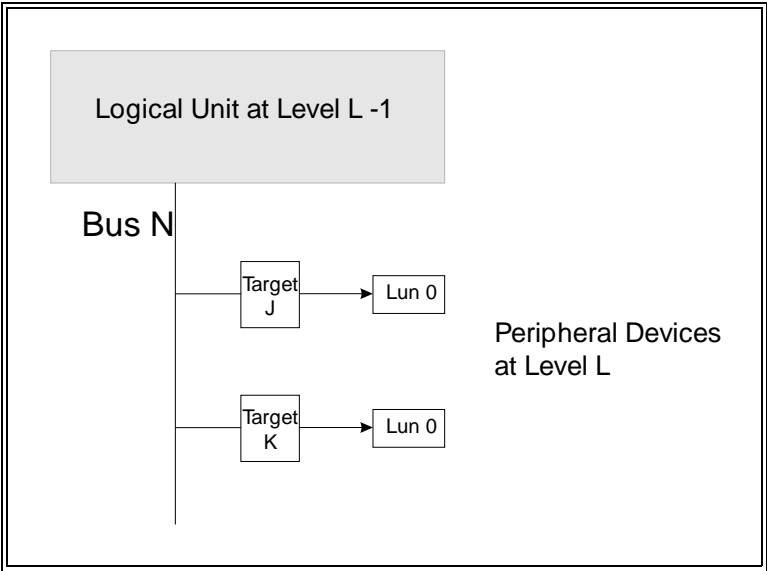 Logical Unit at Level L -1
Bus N
Target
J
Lun 0
Peripheral Devices
at Level L
Target
K
Lun 0